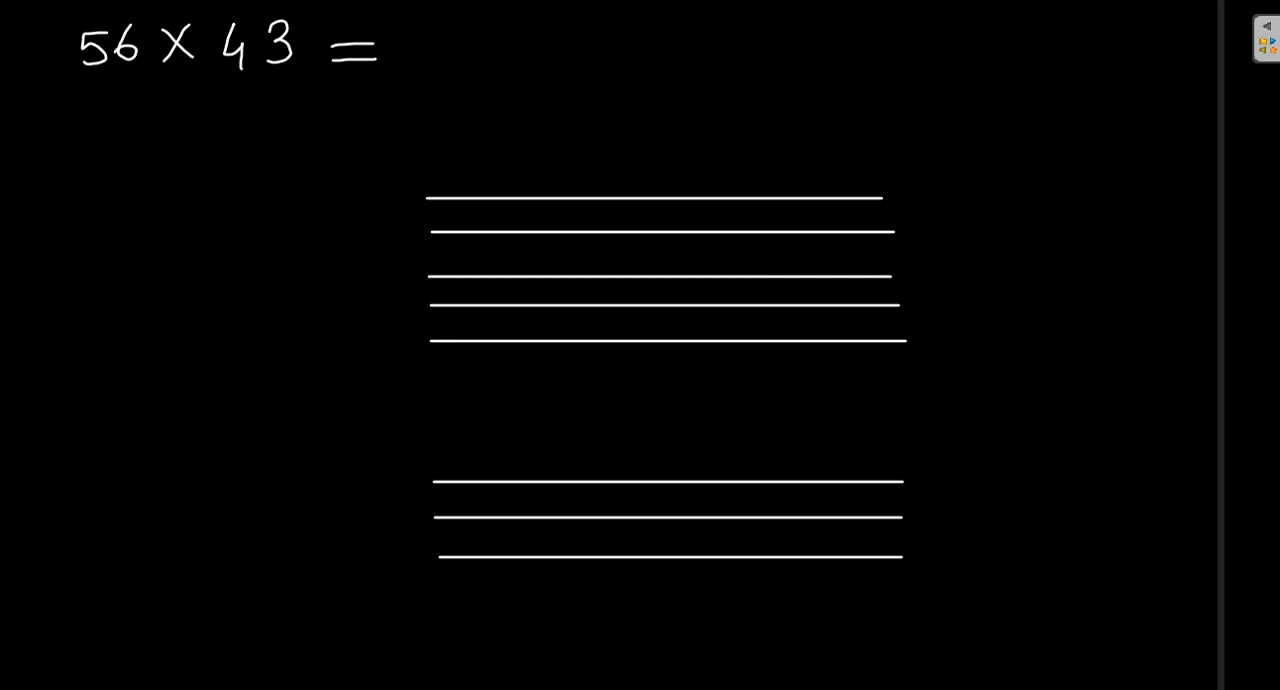 56 × 43 =